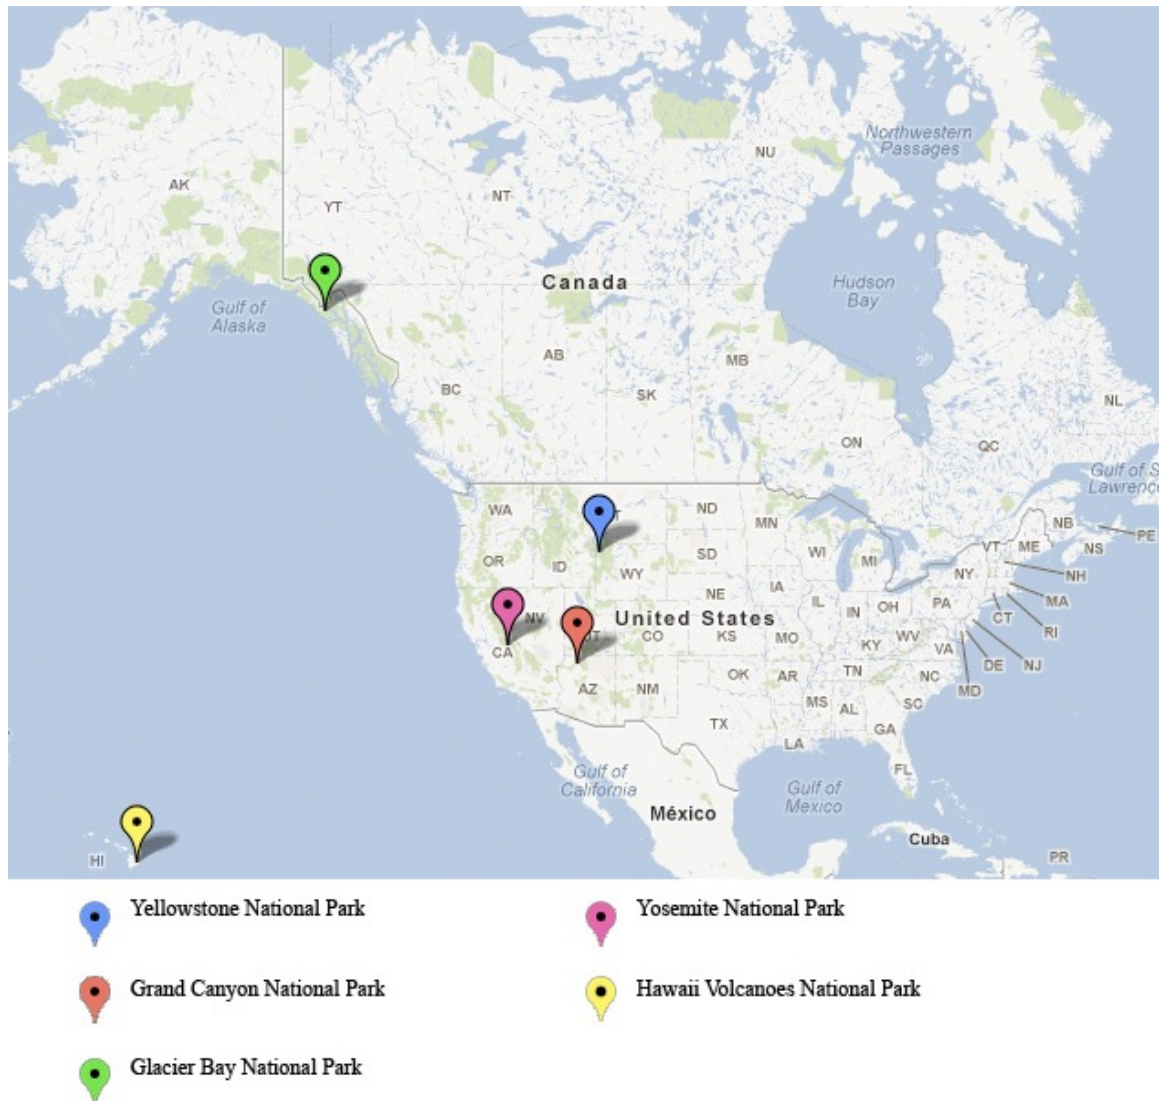 Northwestern
Passages
NU
AK
NT
YT
Canada
Hudson
Bay
Gulf of
Alaska
AB
MB
BC
SK
NL
ON
QC
Gulf of S
Lawrence
WA
ND
MN
NB
PE
VT
ME
NS
OR
ID
SD
WI
MI
WY
NY
NH
NE
IA
MA
IL
IN
OH
PA
CT
NV
United States
UT
CO
KS
MO
WV
RI
CA
KY
VA
DE
NJ
OK
AR
TN
NC
MD
AZ
NM
MS
AL
SC
TX
GA
LA
FL
Gulf of
California
Gulf of
Mexico
México
Cuba
HI
PR
Yellowstone National Park
Yosemite National Park
Grand Canyon National Park
Hawaii Volcanoes National Park
Glacier Bay National Park